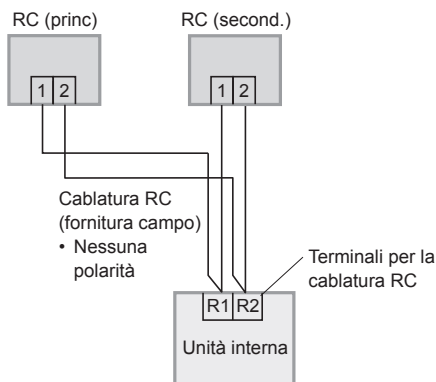 RC (princ)
RC (second.)
1 2
1 2
Cablatura RC
(fornitura campo)
• Nessuna
polarità
Terminali per la
cablatura RC
R1 R2
Unità interna